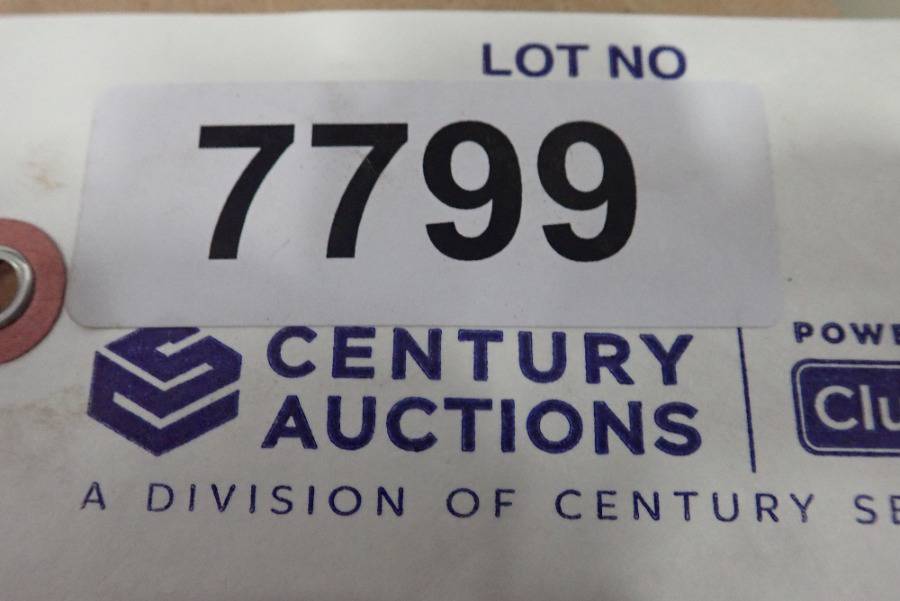 LOT NO
7799
CENTURY
AUCTIONS
A DIVISION OF CENTURY